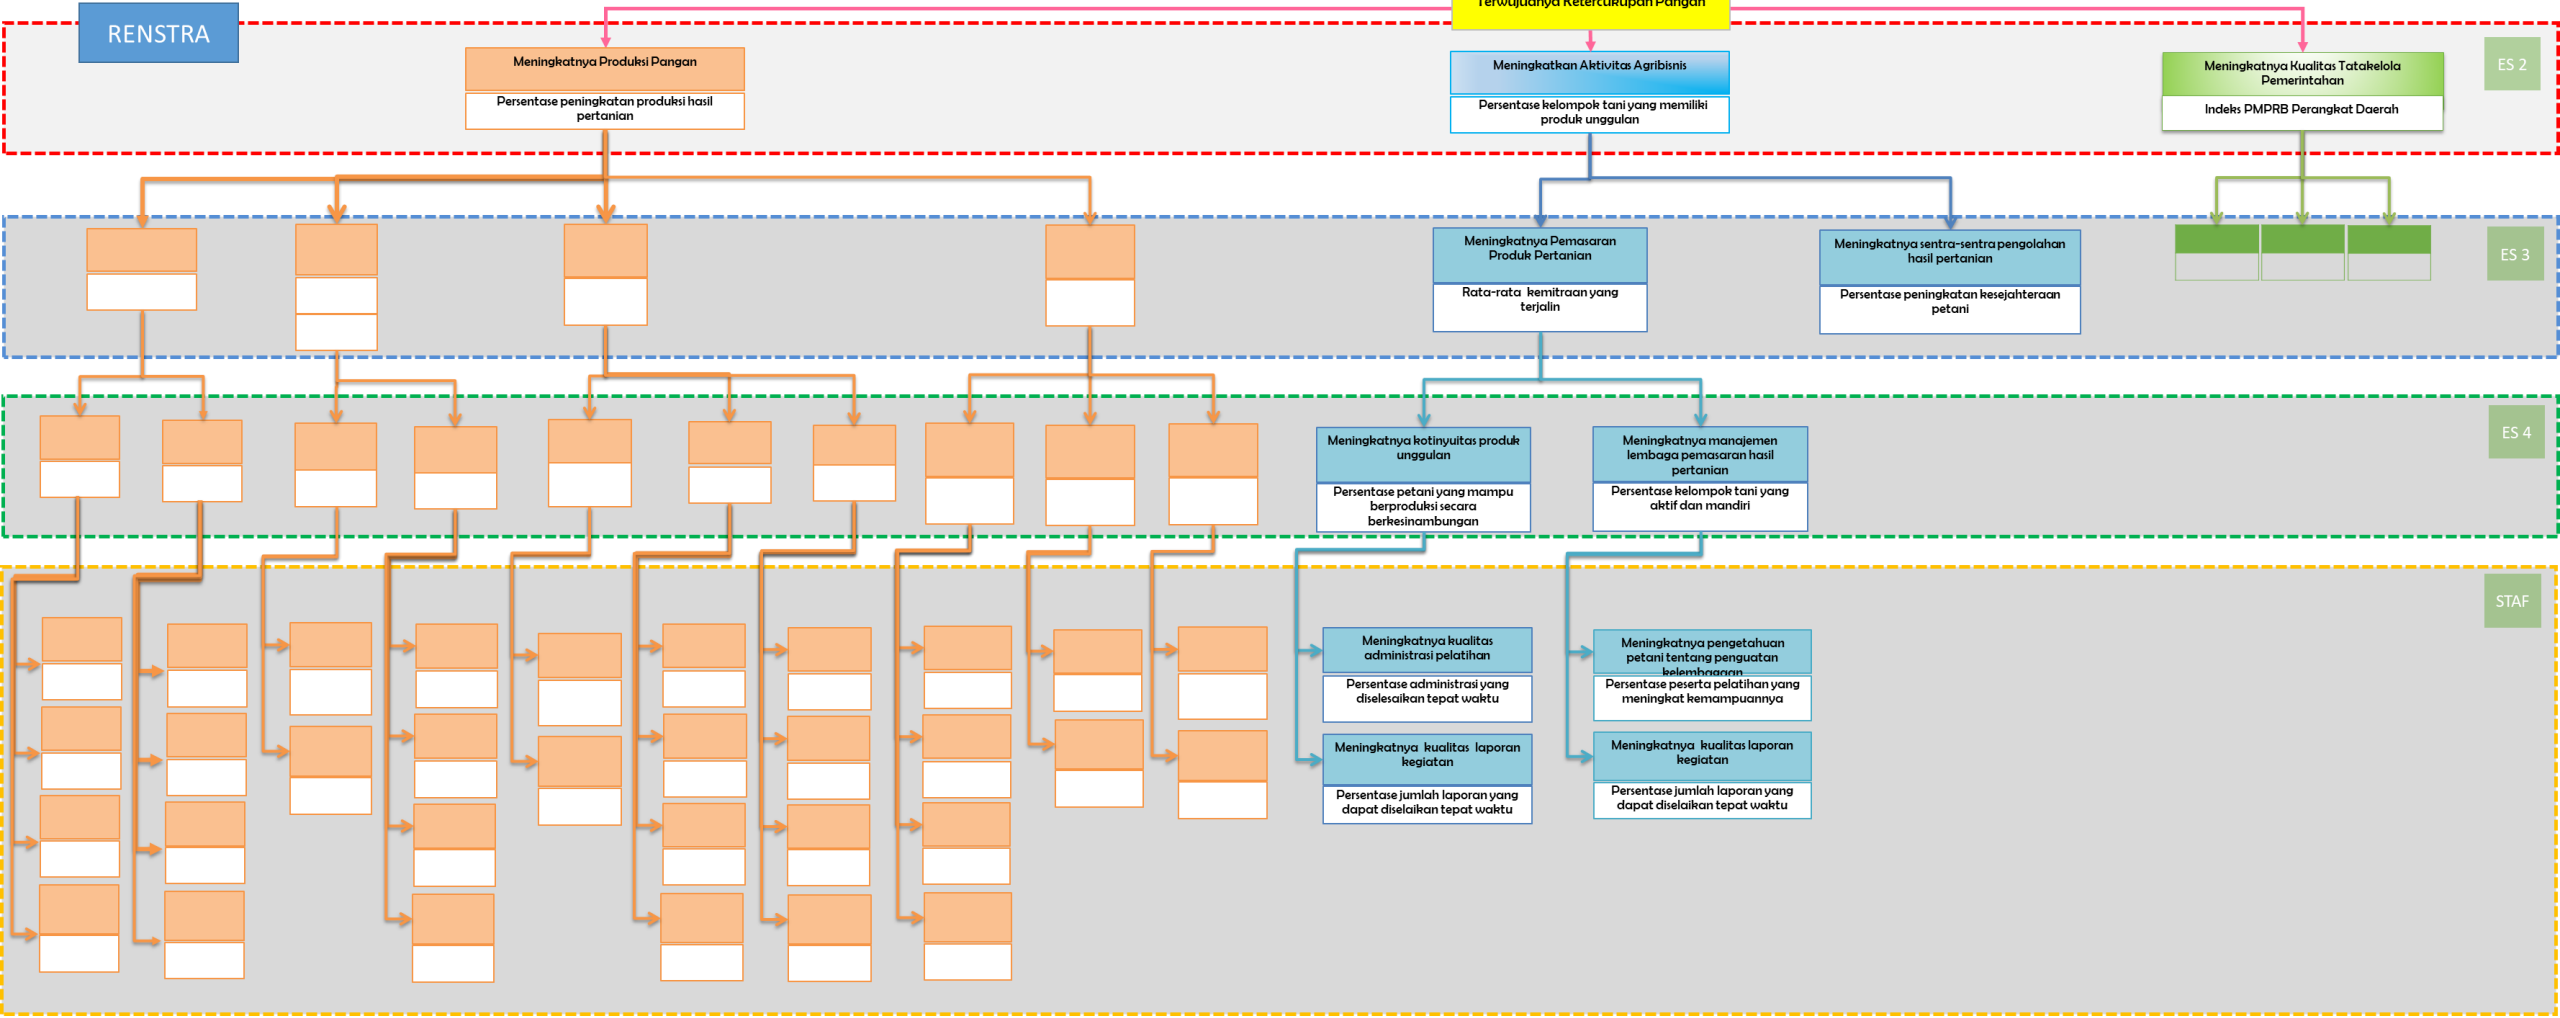 Terwujudnya Ketercukupan Pangan
RENSTRA
Meningkatnya Produksi Pangan
Persentase peningkatan produksi hasil
pertanian
Meningkatkan Aktivitas Agribisnis
Persentase kelompok tani yang memiliki
produk unggulan
Meningkatnya Kualitas Tatakelola
Pemerintahan
Indeks PMPRB Perangkat Daerah
ES 2
Meningkatnya Pemasaran
Produk Pertanian
Rata-rata kemitraan yang
terjalin
Meningkatnya sentra-sentra pengolahan
hasil pertanian
Persentase peningkatan kesejahteraan
petani
ES 3
Meningkatnya kotinyuitas produk
unggulan
Persentase petani yang mampu
berproduksi secara
berkesinambungan
Meningkatnya manajemen
lembaga pemasaran hasil
pertanian
Persentase kelompok tani yang
aktif dan mandiri
ES 4
STAF
Meningkatnya kualitas
administrasi pelatihan
Persentase administrasi yang
diselesaikan tepat waktu
Meningkatnya kualitas laporan
kegiatan
Persentase jumlah laporan yang
dapat diselaikan tepat waktu
Meningkatnya pengetahuan
petani tentang penguatan
kelembagaan
Persentase peserta pelatihan yang
meningkat kemampuannya
Meningkatnya kualitas laporan
kegiatan
Persentase jumlah laporan yang
dapat diselaikan tepat waktu